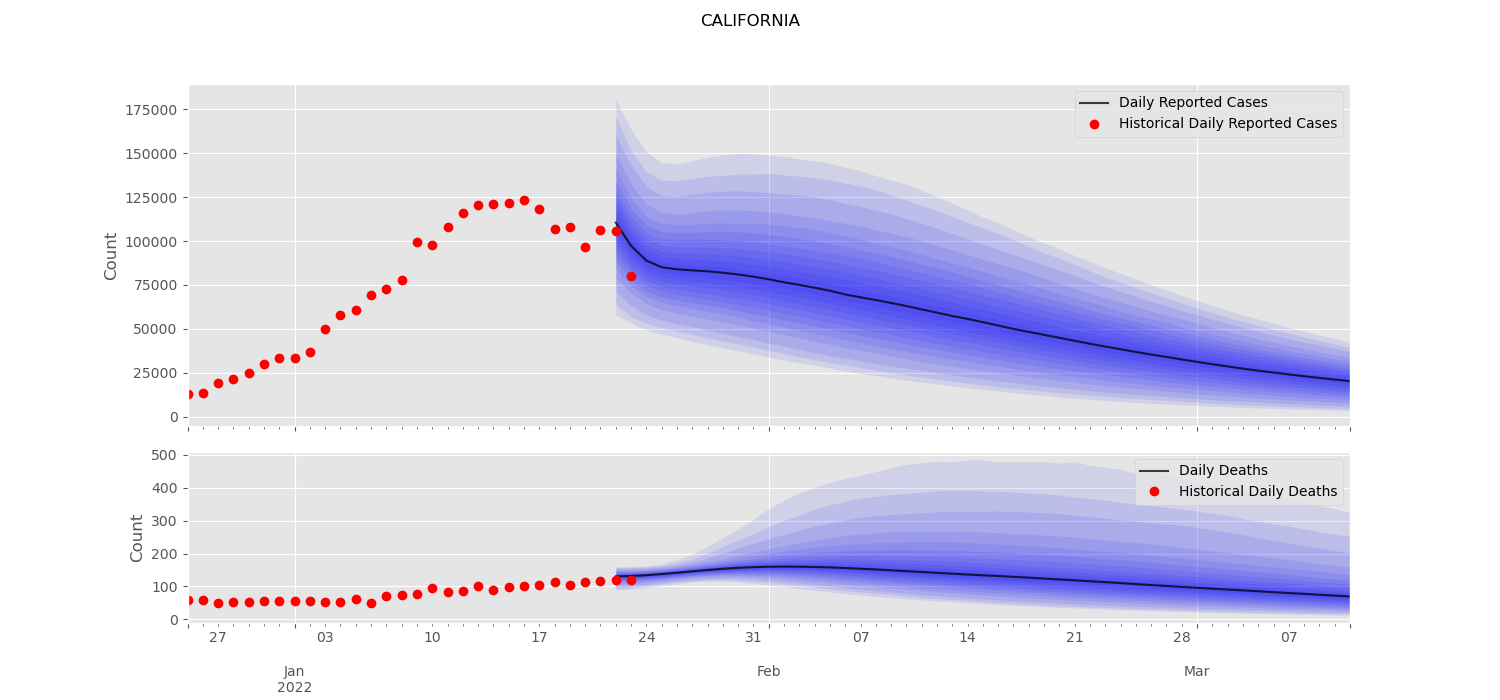 CALIFORNIA
Daily Reported Cases
Historical Daily Reported Cases
Count
175000
150000
125000
100000
75000
50000
25000
0
Daily Deaths
Historical Daily Deaths
Count
500
400
300
200
100
0
27 03 10 17 24 31 07 14 21 28 07
Jan Feb Mar
2022